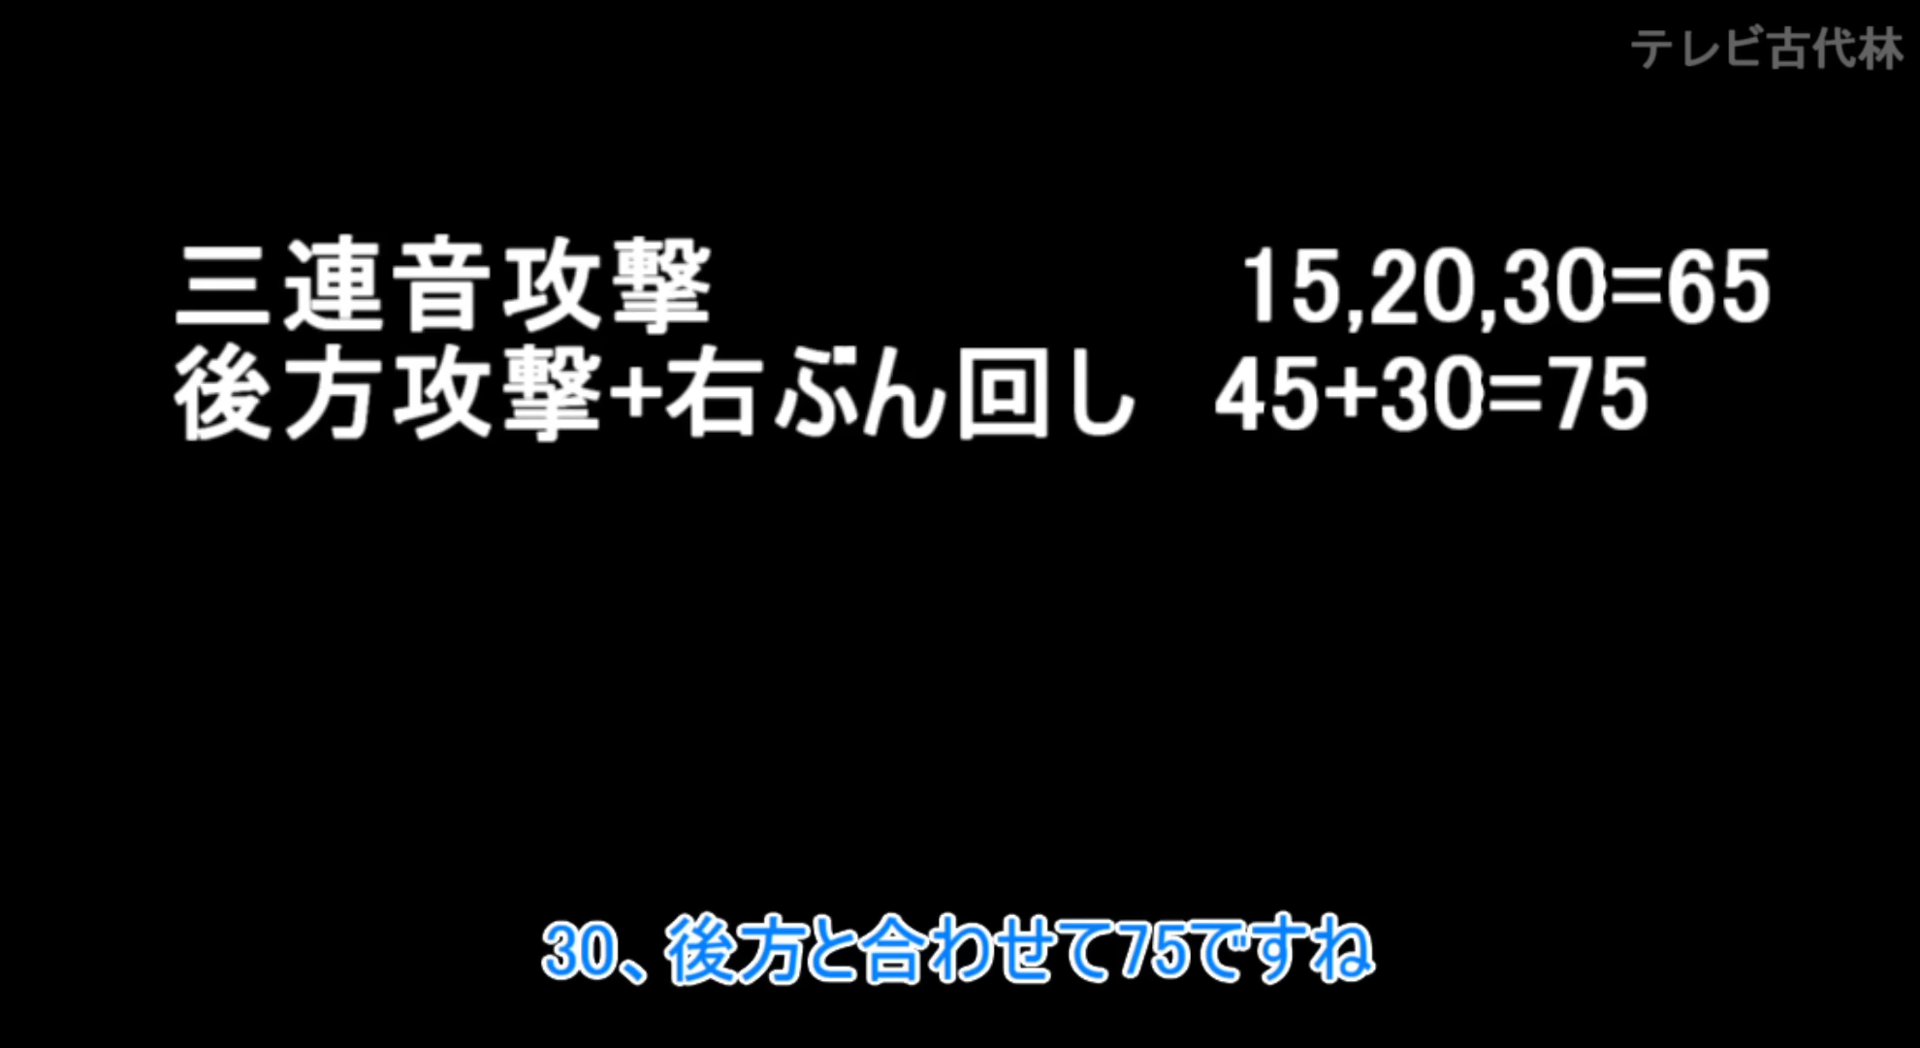 テレビ古代林
三連音攻撃 15,20,30=65
後方攻撃+右ぶん回し 45+30=75
30、後方と合わせて75ですね